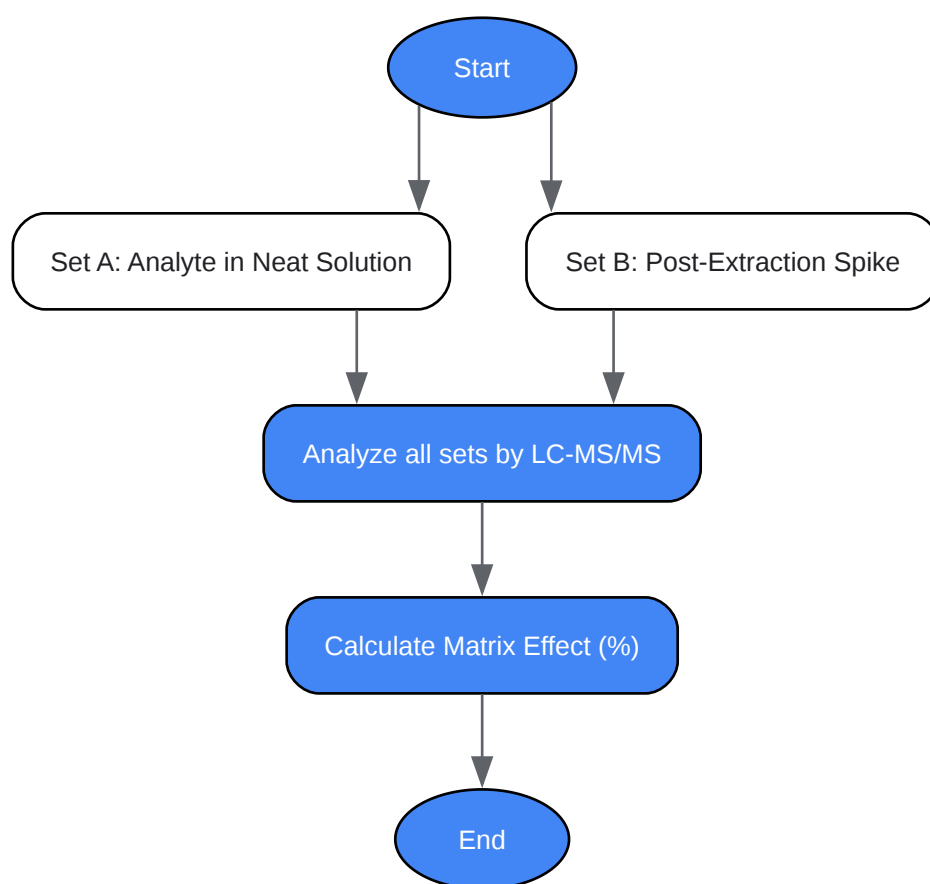 Start
Set A: Analyte in Neat Solution
Set B: Post-Extraction Spike
Analyze all sets by LC-MS/MS
Calculate Matrix Effect (%)
End